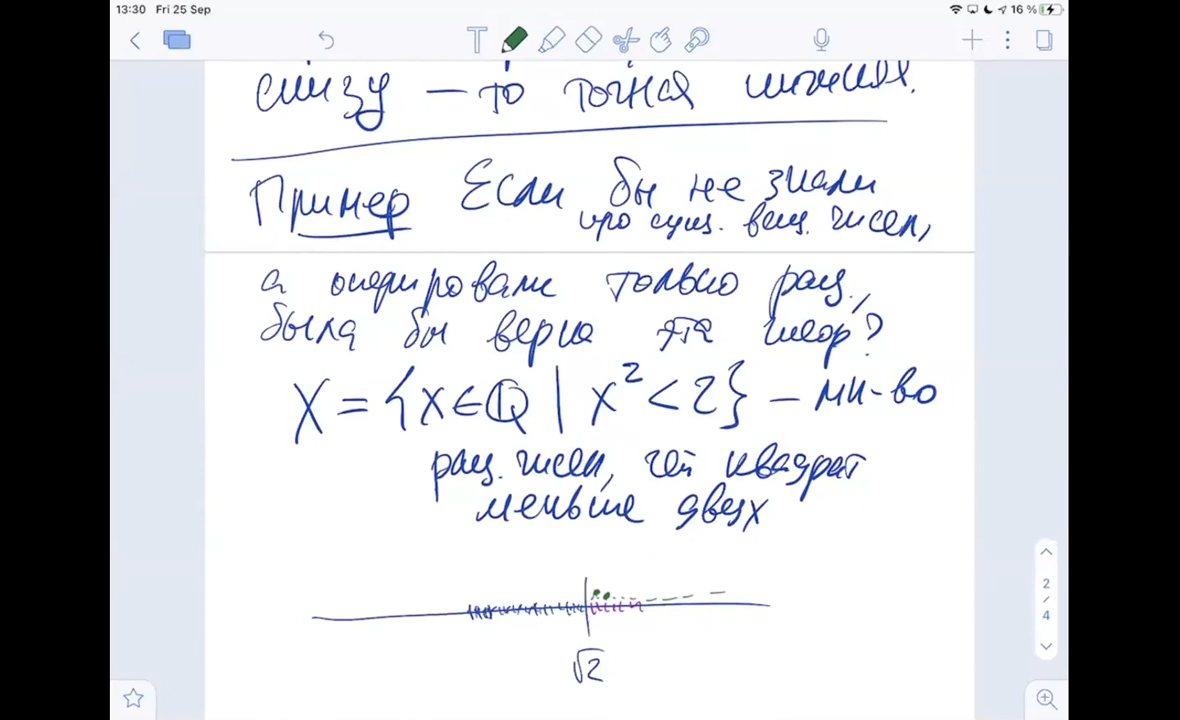 13:30 Fri 25 Sep 16 %
T
снизу – то точная нижняя.
Пример Если бы не знали
про сущ. вещ. чисел,
а оперировали только рац.,
была бы верна эта теор?
X = {x ∈ ℚ | x² < 2} – мн-во
рац. чисел, чей квадрат
меньше двух
√2
2
4